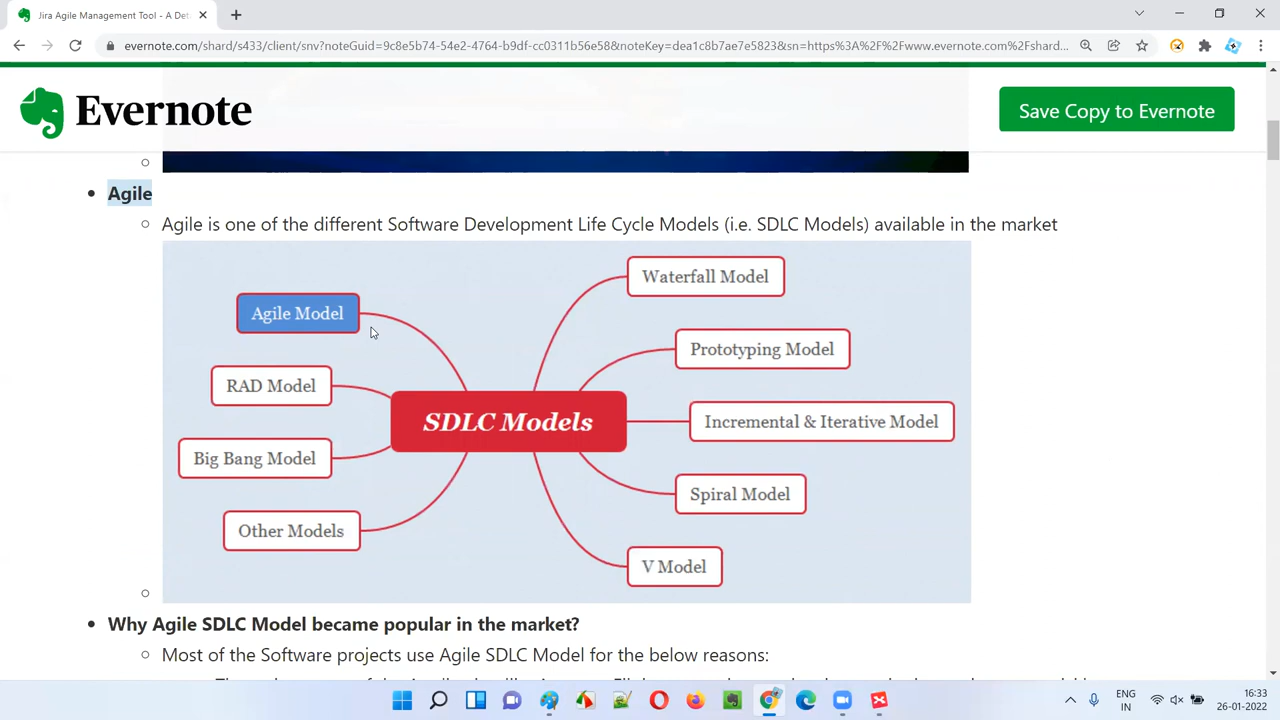 Jira Agile Management Tool - A Det
evernote.com/shard/s433/client/snv?noteGuid=9c8e5b74-54e2-4764-b9df-cc0311b56e58&noteKey=dea1c8b7ae7c5823&sn=https%3A%2F%2Fwww.evernote.com%2Fshard...
Evernote
Save Copy to Evernote
Agile
Agile is one of the different Software Development Life Cycle Models (i.e. SDLC Models) available in the market
Waterfall Model
Agile Model
Prototyping Model
RAD Model
SDLC Models
Incremental & Iterative Model
Big Bang Model
Spiral Model
Other Models
V Model
Why Agile SDLC Model became popular in the market?
Most of the Software projects use Agile SDLC Model for the below reasons:
ENG
IN
16:33
26-01-2022